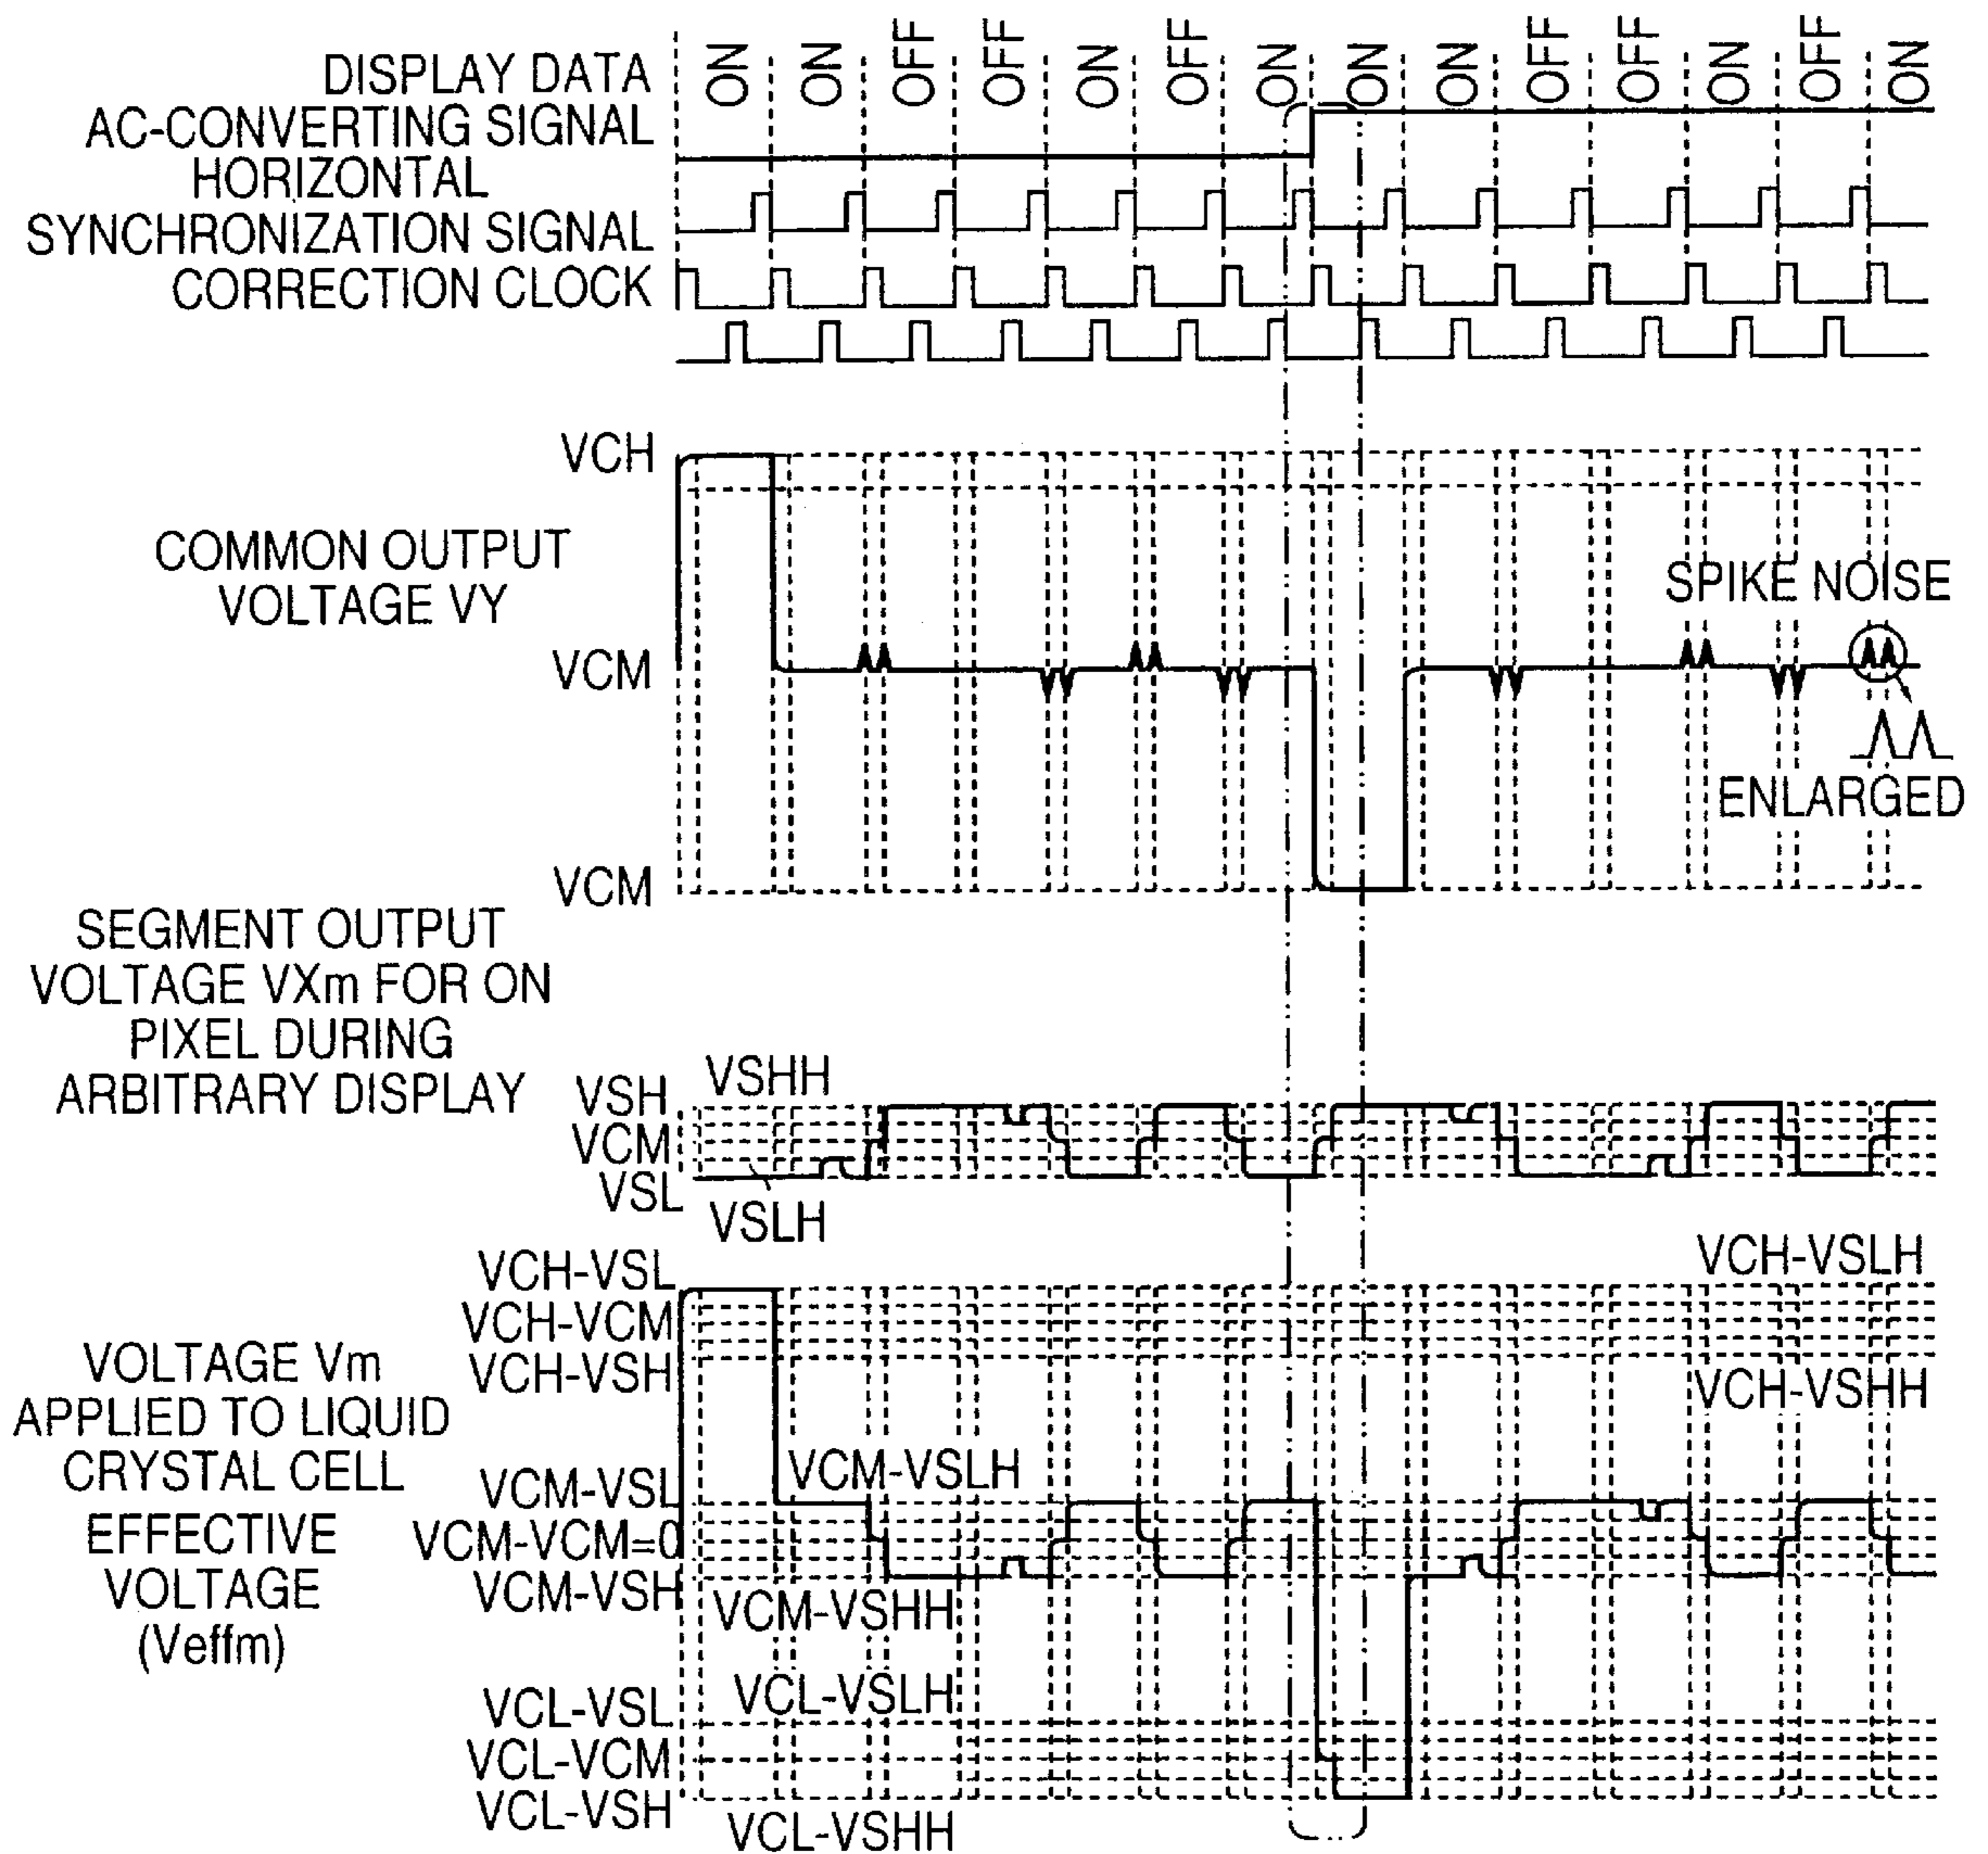 DISPLAY DATA
ON ON OFF OFF ON OFF ON ON ON OFF OFF ON OFF ON
AC-CONVERTING SIGNAL
HORIZONTAL
SYNCHRONIZATION SIGNAL
CORRECTION CLOCK
VCH
COMMON OUTPUT
VOLTAGE VY
SPIKE NOISE
VCM
ENLARGED
VCM
SEGMENT OUTPUT
VOLTAGE VXm FOR ON
PIXEL DURING
ARBITRARY DISPLAY
VSHH
VSH
VCM
VSL
VSLH
VCH-VSL
VCH-VSLH
VCH-VCM
VCH-VSH
VCH-VSHH
VOLTAGE Vm
APPLIED TO LIQUID
CRYSTAL CELL
EFFECTIVE
VOLTAGE
(Veffm)
VCM-VSLH
VCM-VSL
VCM-VCM=0
VCM-VSH
VCM-VSHH
VCL-VSLH
VCL-VSL
VCL-VCM
VCL-VSH
VCL-VSHH